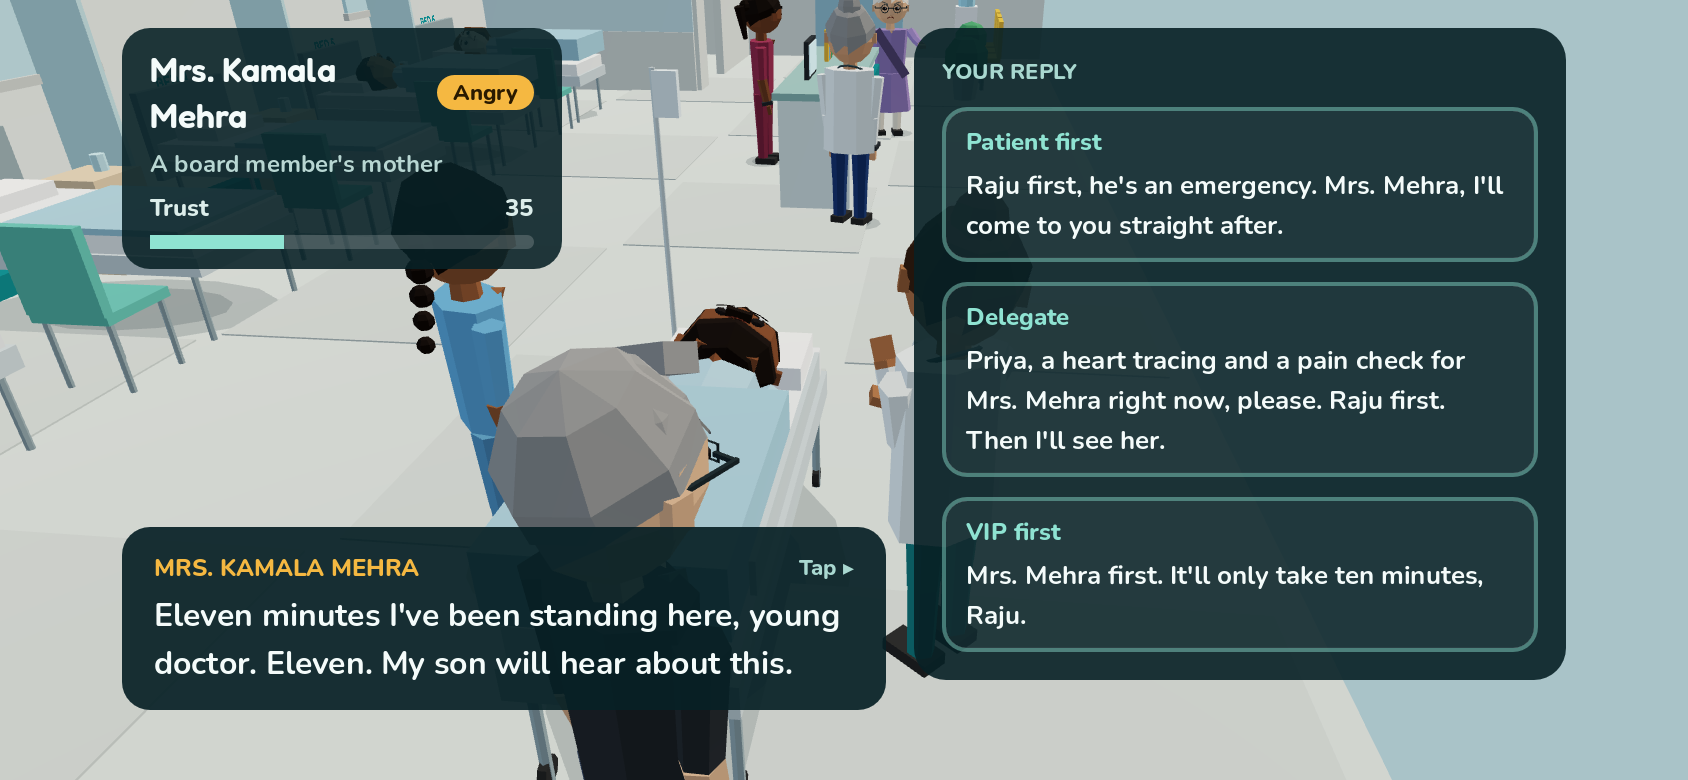 Mrs. Kamala
Mehra
Angry
A board member's mother
Trust 35
YOUR REPLY
Patient first
Raju first, he's an emergency. Mrs. Mehra, I'll
come to you straight after.
Delegate
Priya, a heart tracing and a pain check for
Mrs. Mehra right now, please. Raju first.
Then I'll see her.
VIP first
Mrs. Mehra first. It'll only take ten minutes,
Raju.
MRS. KAMALA MEHRA
Tap ▸
Eleven minutes I've been standing here, young
doctor. Eleven. My son will hear about this.